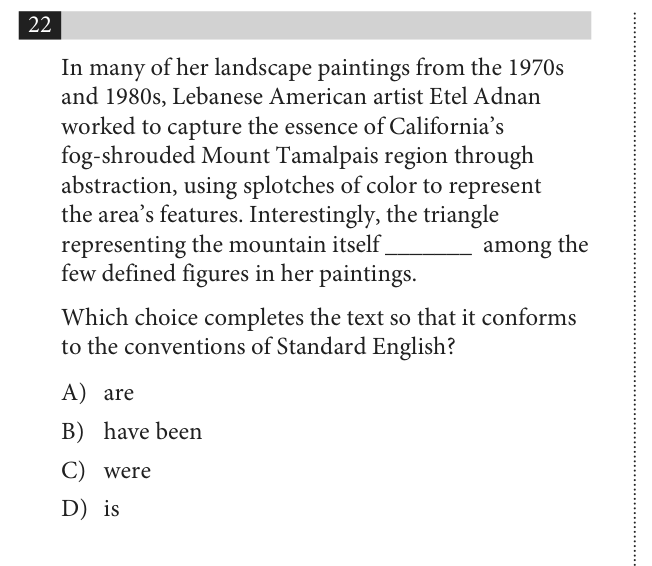 22
In many of her landscape paintings from the 1970s
and 1980s, Lebanese American artist Etel Adnan
worked to capture the essence of California’s
fog-shrouded Mount Tamalpais region through
abstraction, using splotches of color to represent
the area’s features. Interestingly, the triangle
representing the mountain itself _______ among the
few defined figures in her paintings.
Which choice completes the text so that it conforms
to the conventions of Standard English?
A) are
B) have been
C) were
D) is